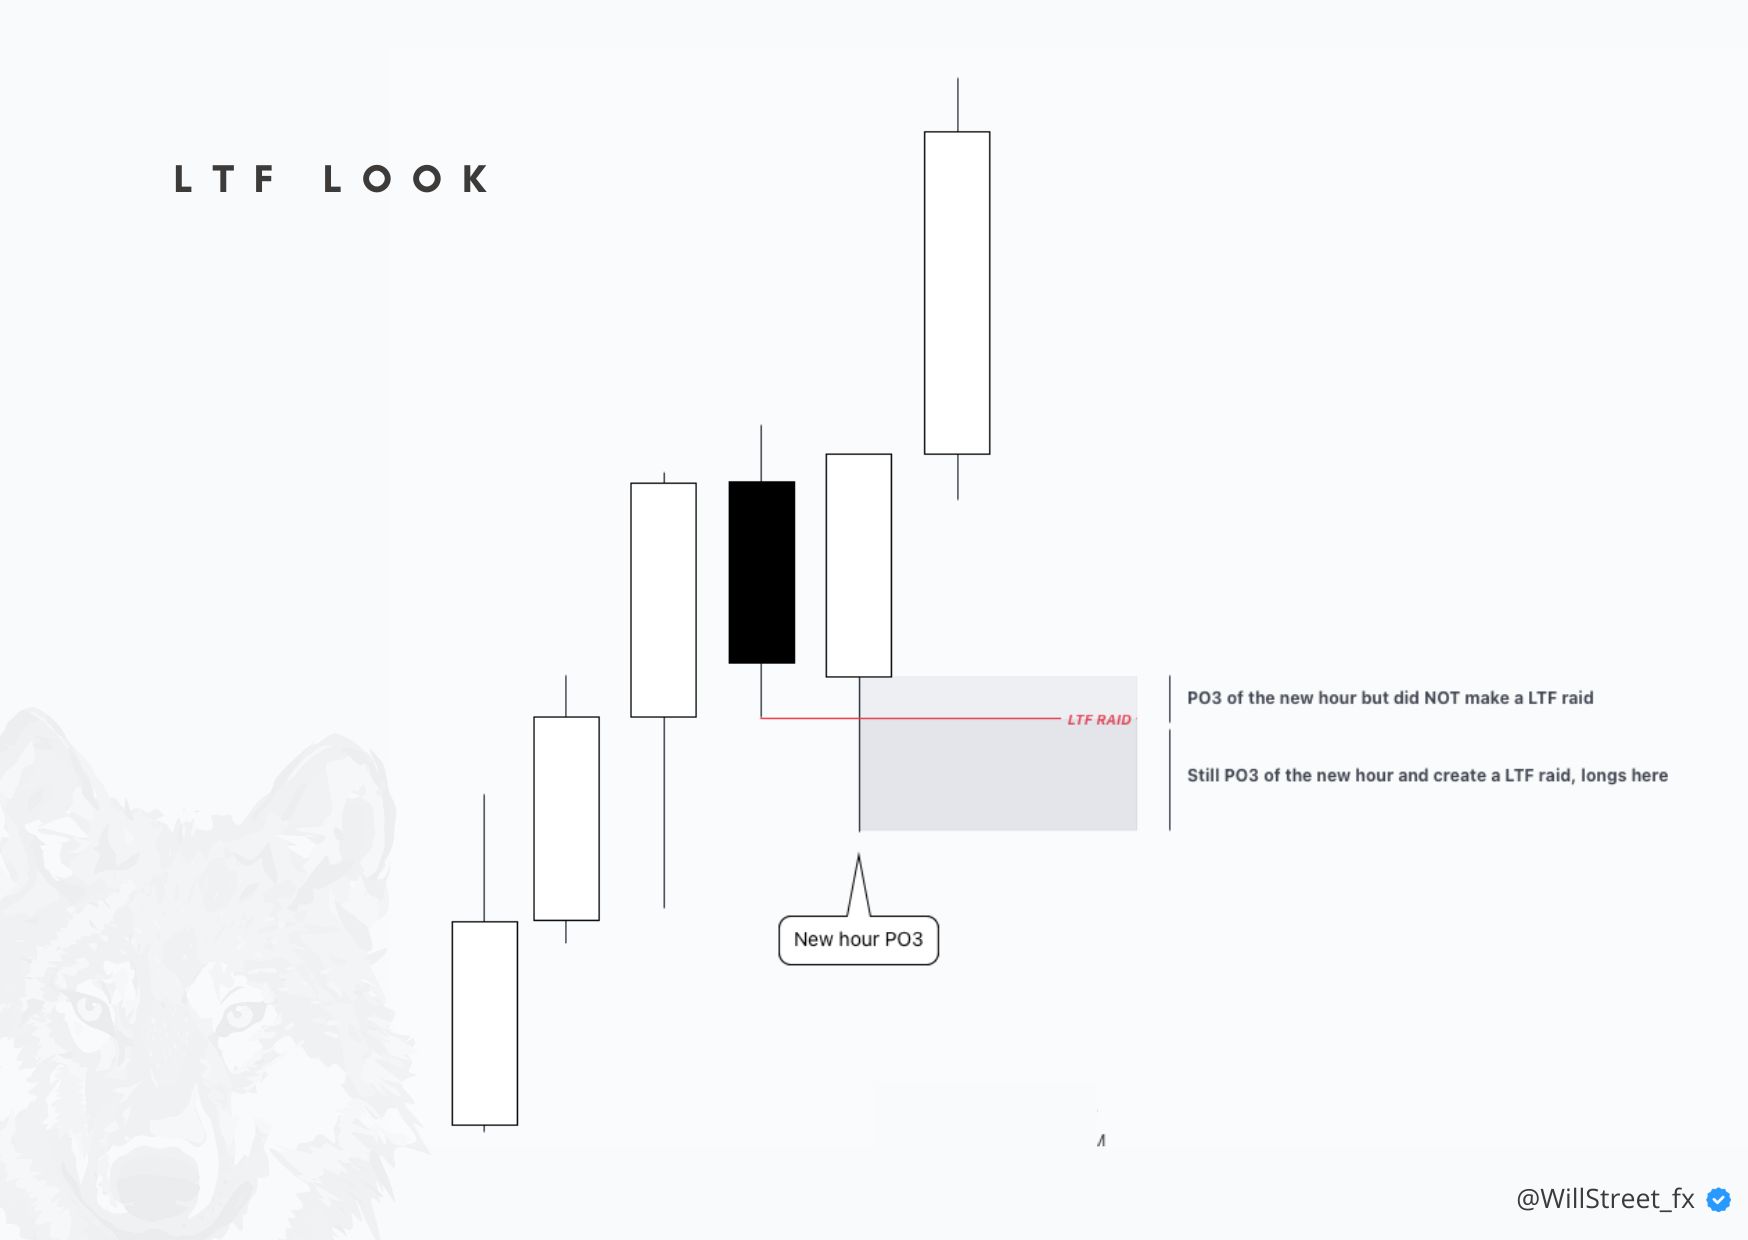 LTF LOOK
LTF RAID
PO3 of the new hour but did NOT make a LTF raid
Still PO3 of the new hour and create a LTF raid, longs here
New hour PO3
@WillStreet_fx